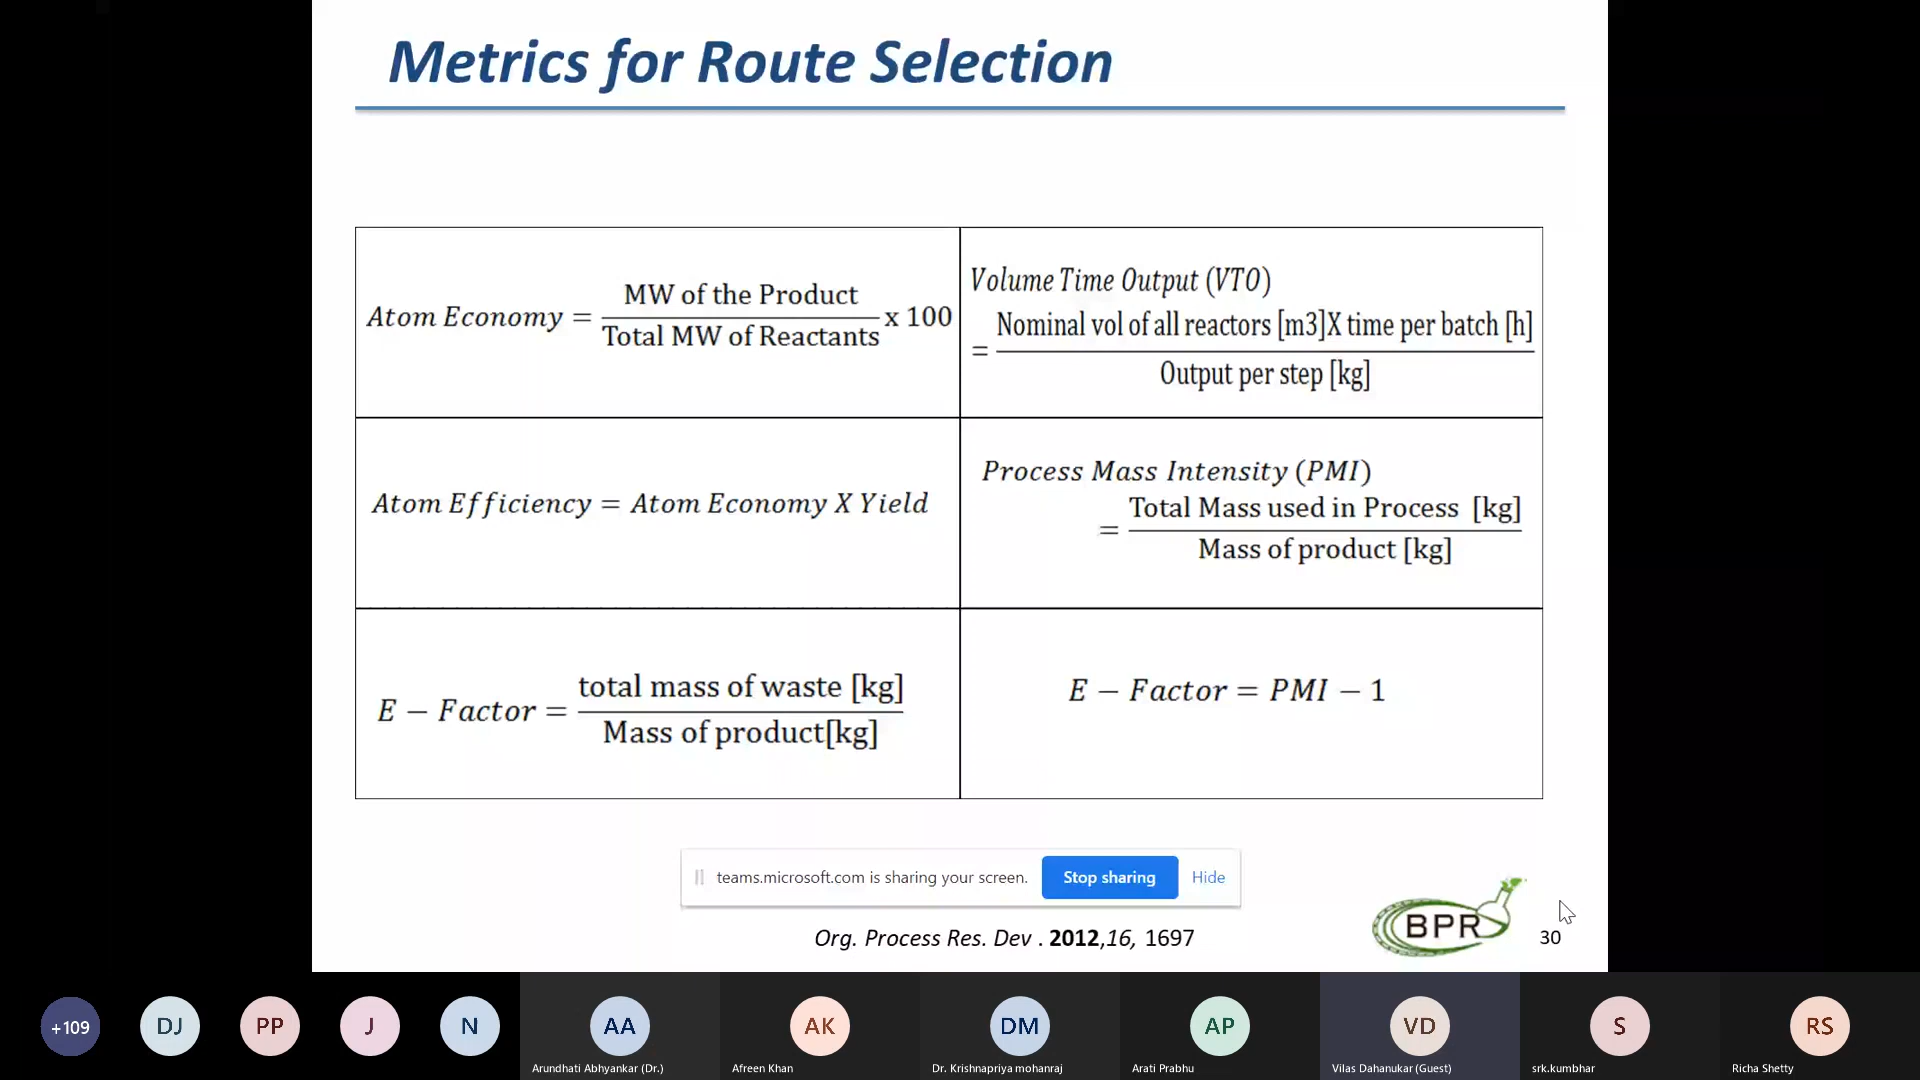 Metrics for Route Selection
Atom Economy = MW of the Product / Total MW of Reactants x 100
Volume Time Output (VTO)
= Nominal vol of all reactors [m3]X time per batch [h] / Output per step [kg]
Atom Efficiency = Atom Economy X Yield
Process Mass Intensity (PMI)
= Total Mass used in Process [kg] / Mass of product [kg]
E − Factor = total mass of waste [kg] / Mass of product[kg]
E − Factor = PMI − 1
teams.microsoft.com is sharing your screen. Stop sharing Hide
BPR
Org. Process Res. Dev . 2012,16, 1697
30
+109 DJ PP J N AA AK DM AP VD S RS
Arundhati Abhyankar (Dr.) Afreen Khan Dr. Krishnapriya mohanraj Arati Prabhu Vilas Dahanukar (Guest) srk.kumbhar Richa Shetty